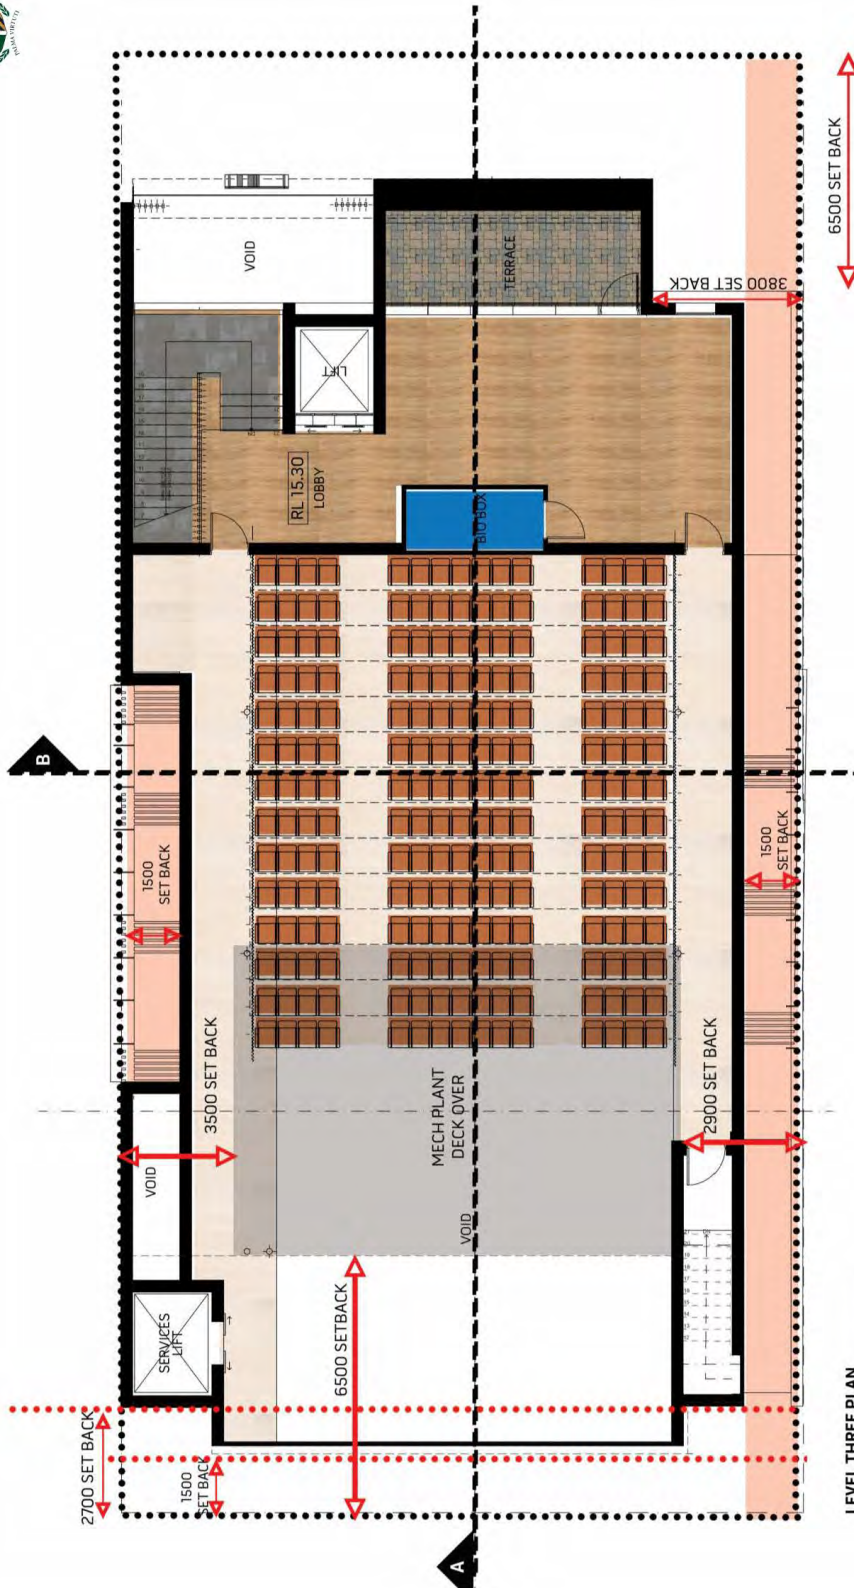 PALMA VIRTUTI
6500 SET BACK
VOID
TERRACE
3800 SET BACK
LIFT
RL 15.30
LOBBY
BIO BOX
B
1500
SET BACK
1500
SET BACK
3500 SET BACK
MECH PLANT
DECK OVER
2900 SET BACK
VOID
VOID
SERVICES
LIFT
6500 SETBACK
2700 SET BACK
1500
SET BACK
A
LEVEL THREE PLAN